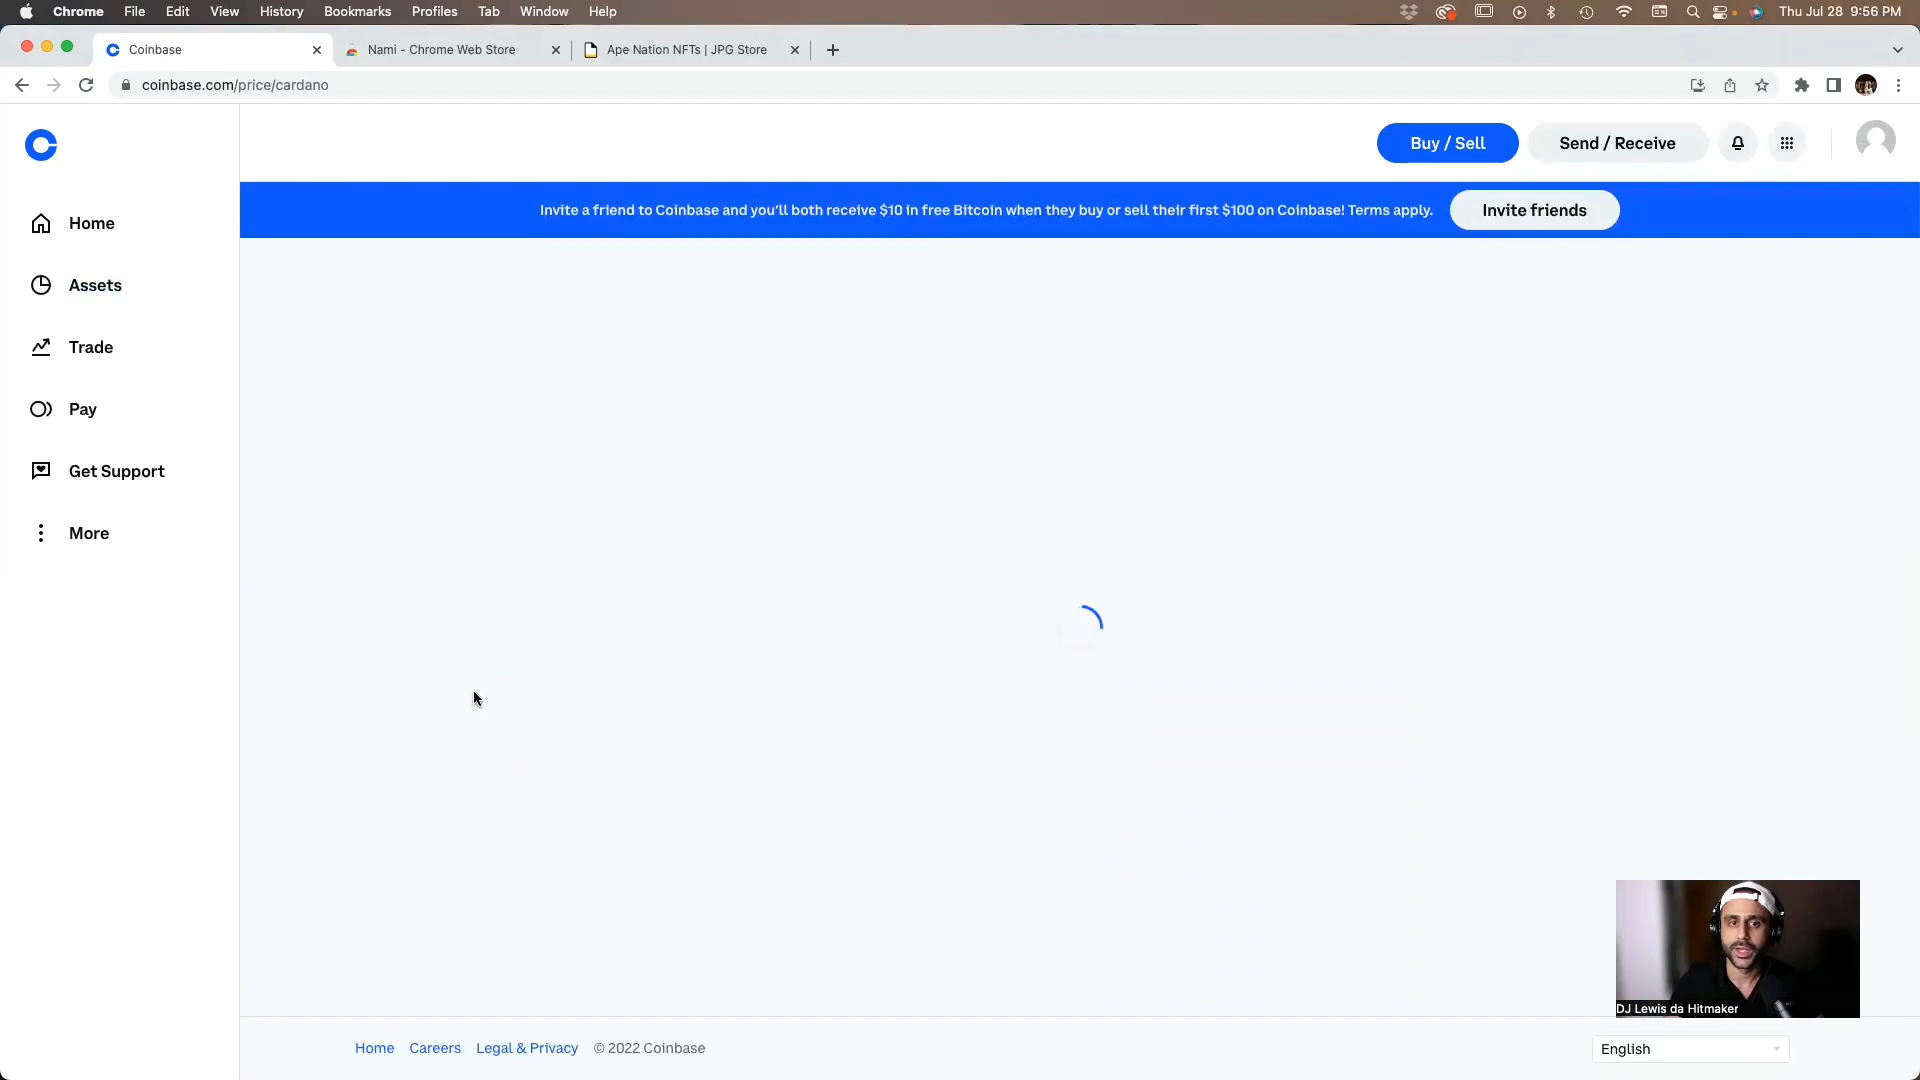 Chrome File Edit View History Bookmarks Profiles Tab Window Help Thu Jul 28 9:56 PM
Coinbase Nami - Chrome Web Store Ape Nation NFTs | JPG Store
coinbase.com/price/cardano
Buy / Sell Send / Receive
Invite a friend to Coinbase and you'll both receive $10 in free Bitcoin when they buy or sell their first $100 on Coinbase! Terms apply. Invite friends
Home
Assets
Trade
Pay
Get Support
More
DJ Lewis da Hitmaker
Home Careers Legal & Privacy © 2022 Coinbase English